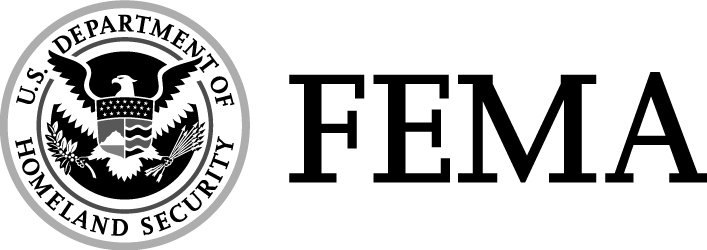 U.S. DEPARTMENT OF
HOMELAND SECURITY
FEMA